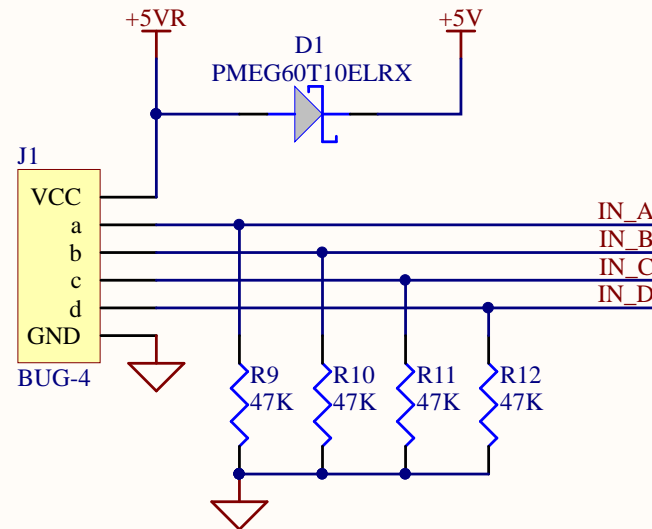 +5VR
+5V
D1
PMEG60T10ELRX
J1
VCC
a
b
c
d
GND
BUG-4
IN_A
IN_B
IN_C
IN_D
R9
47K
R10
47K
R11
47K
R12
47K